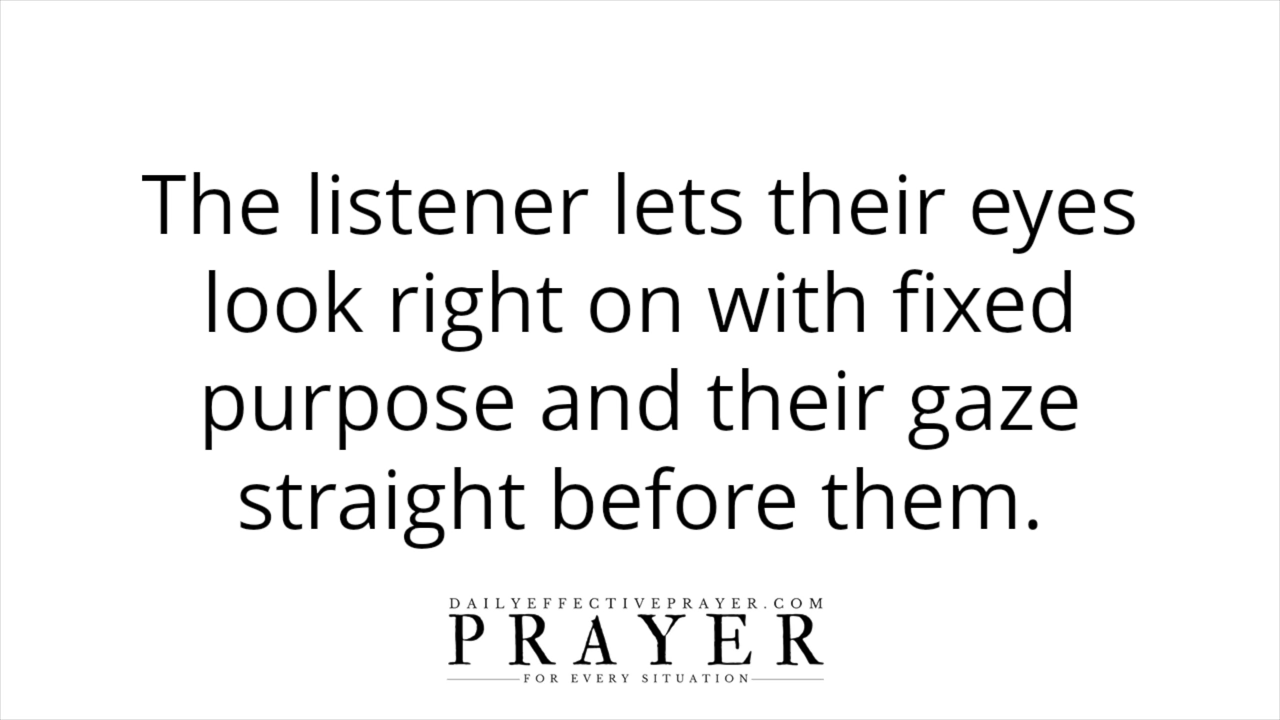 The listener lets their eyes
look right on with fixed
purpose and their gaze
straight before them.
DAILYEFFECTIVEPRAYER.COM
PRAYER
FOR EVERY SITUATION